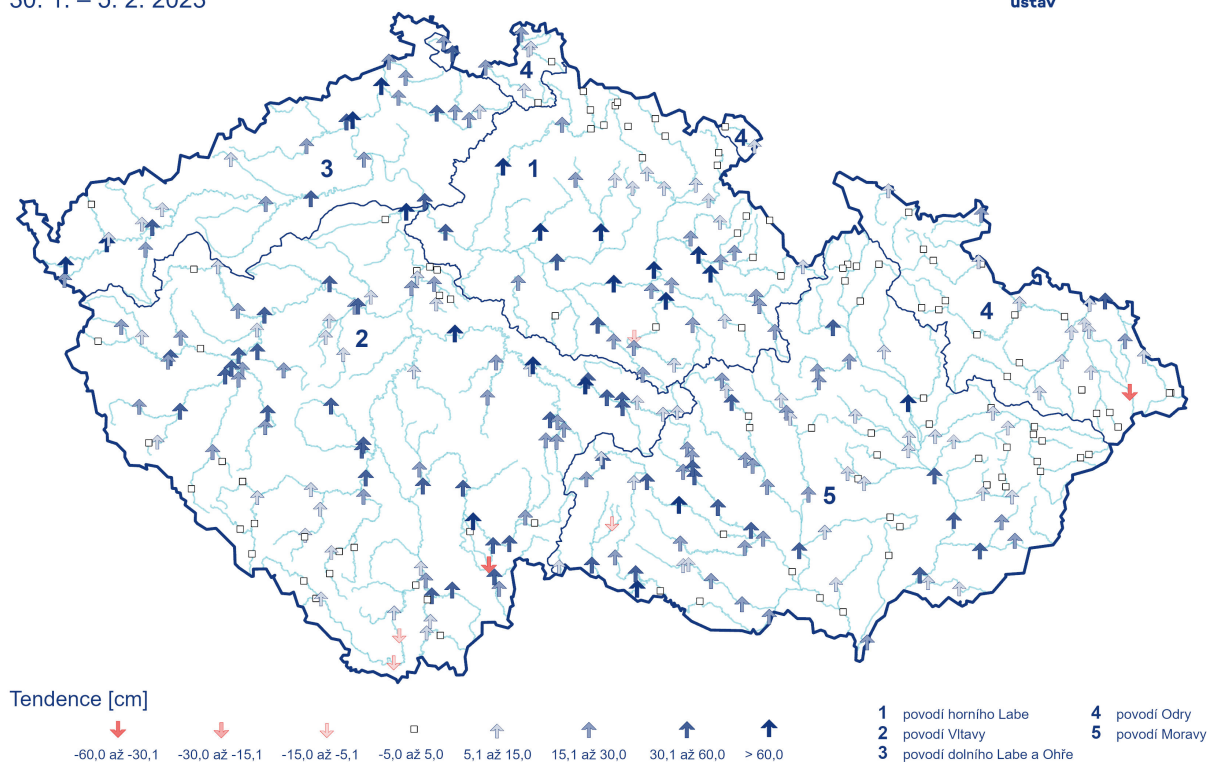 30. 1. – 5. 2. 2023
ústav
4
4
3
1
2
4
5
Tendence [cm]
-60,0 až -30,1
-30,0 až -15,1
-15,0 až -5,1
-5,0 až 5,0
5,1 až 15,0
15,1 až 30,0
30,1 až 60,0
> 60,0
1 povodí horního Labe
2 povodí Vltavy
3 povodí dolního Labe a Ohře
4 povodí Odry
5 povodí Moravy